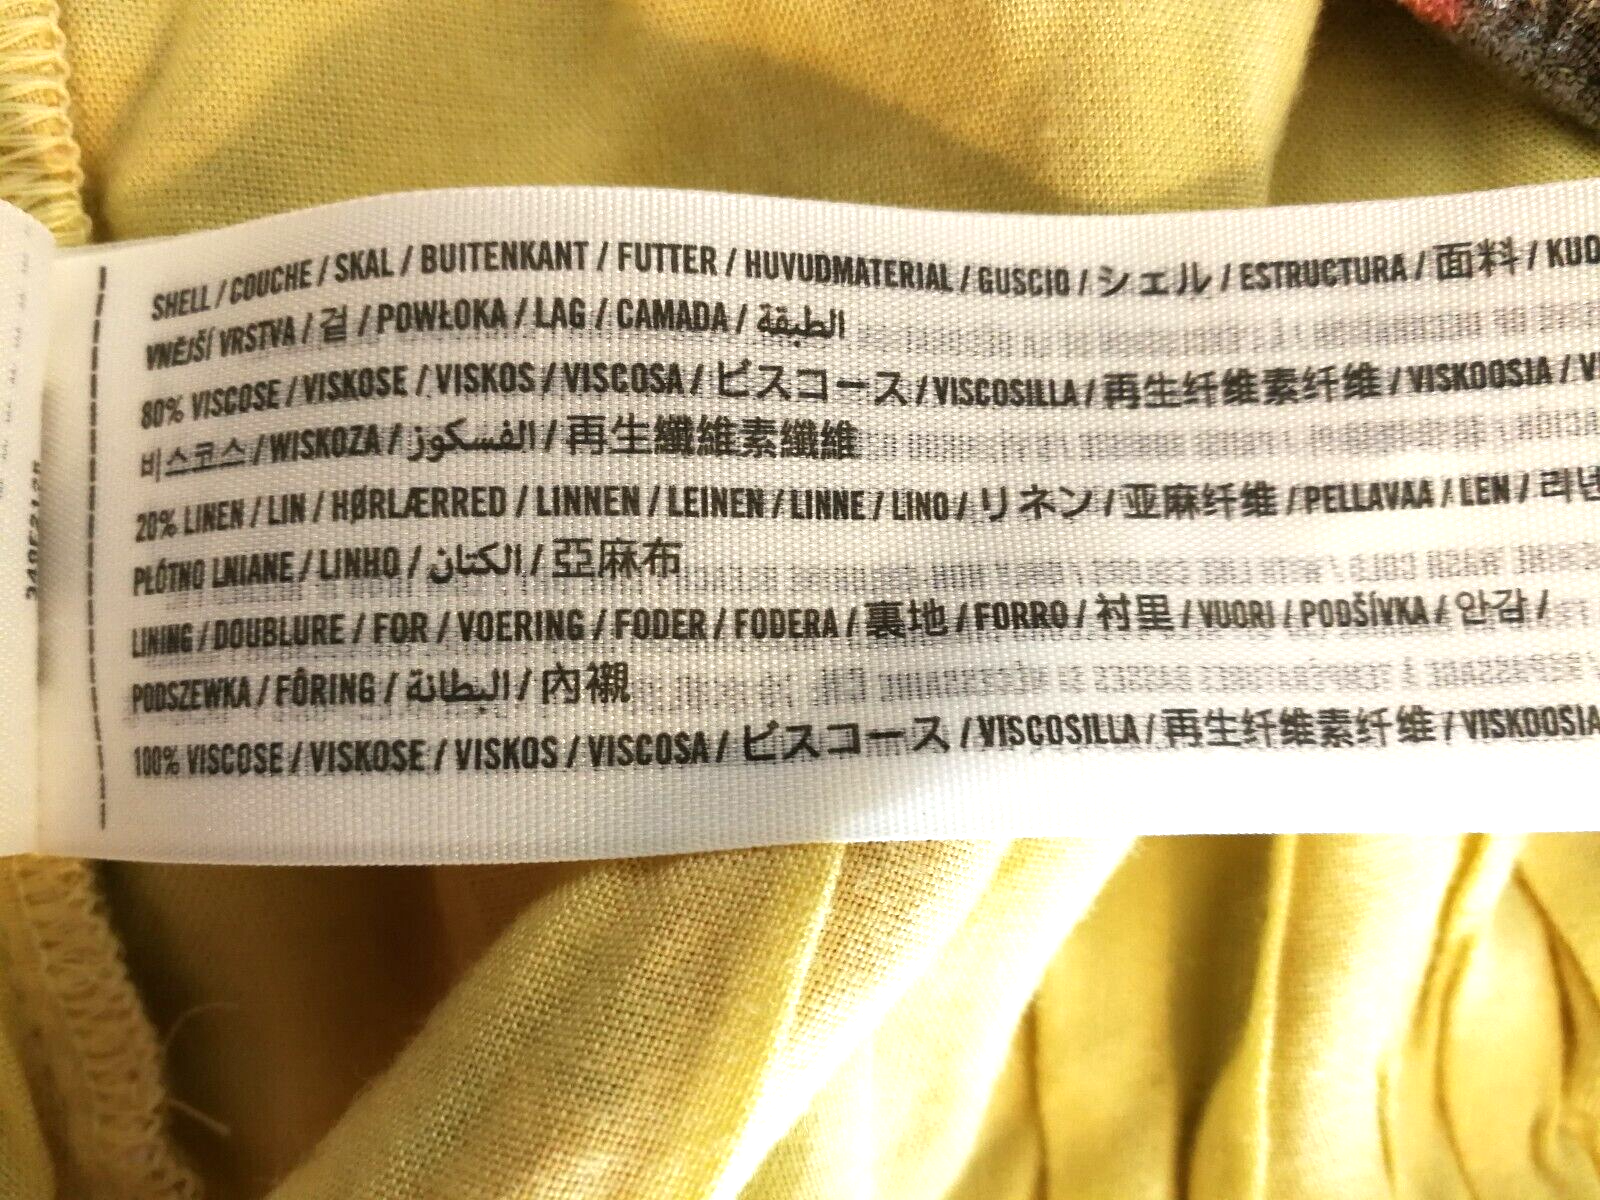 SHELL / COUCHE / SKAL / BUITENKANT / FUTTER / HUVUDMATERIAL / GUSCIO / シェル / ESTRUCTURA / 面料 /
VNĚJŠÍ VRSTVA / 겉 / POWŁOKA / LAG / CAMADA / الطبقة
80% VISCOSE / VISKOSE / VISKOS / VISCOSA / ビスコース / VISCOSILLA / 再生纤维素纤维 / VISKOOSIA /
비스코스 / WISKOZA / الفسكوز / 再生纖維素纖維
20% LINEN / LIN / HØRLÆRRED / LINNEN / LEINEN / LINNE / LINO / リネン / 亚麻纤维 / PELLAVAA / LEN /
PŁÓTNO LNIANE / LINHO / الكتان / 亞麻布
LINING / DOUBLURE / FOR / VOERING / FODER / FODERA / 裏地 / FORRO / 衬里 / VUORI / PODŠÍVKA / 안감 /
PODSZEWKA / FÔRING / البطانة / 內襯
100% VISCOSE / VISKOSE / VISKOS / VISCOSA / ビスコース / VISCOSILLA / 再生纤维素纤维 / VISKOOSIA